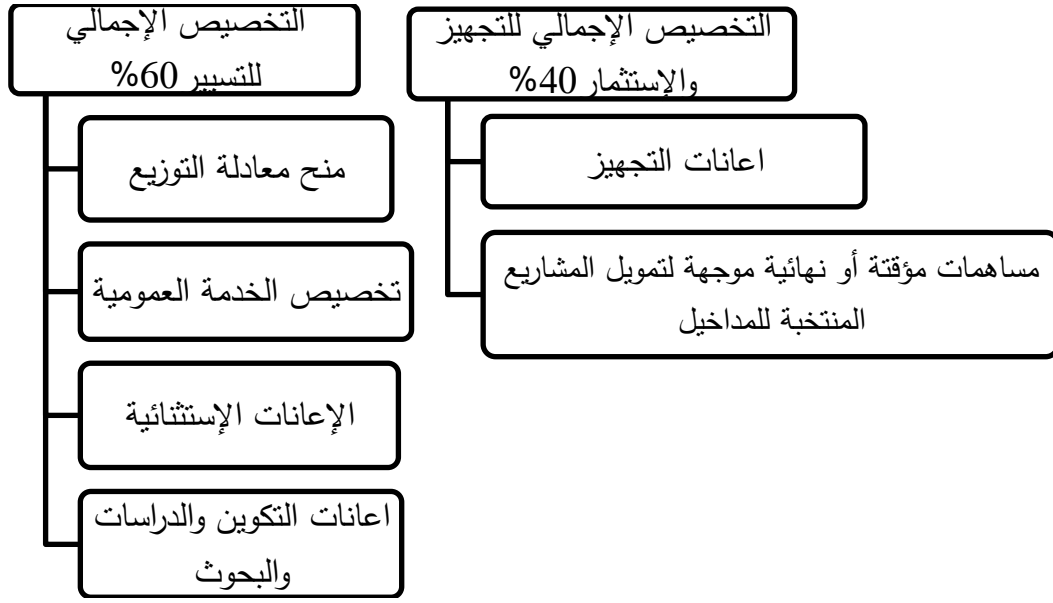 التخصيص الإجمالي للتجهيز
والإستثمار 40%
اعانات التجهيز
مساهمات مؤقتة أو نهائية موجهة لتمويل المشاريع
المنتخبة للمداخيل
التخصيص الإجمالي
للتسيير 60%
منح معادلة التوزيع
تخصيص الخدمة العمومية
الإعانات الإستثنائية
اعانات التكوين والدراسات
والبحوث